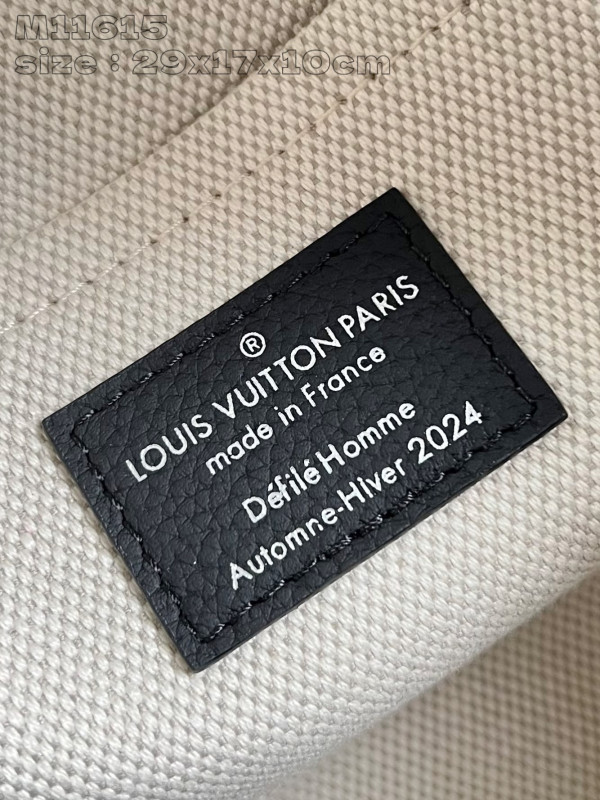 M11615
size : 29x17x10cm
®
LOUIS VUITTON PARIS
made in France
Défilé Homme
Automne-Hiver 2024